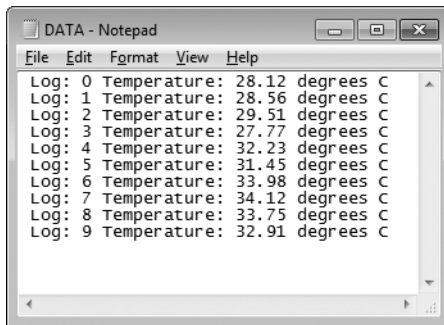 DATA - Notepad
File Edit Format View Help
Log: 0 Temperature: 28.12 degrees C
Log: 1 Temperature: 28.56 degrees C
Log: 2 Temperature: 29.51 degrees C
Log: 3 Temperature: 27.77 degrees C
Log: 4 Temperature: 32.23 degrees C
Log: 5 Temperature: 31.45 degrees C
Log: 6 Temperature: 33.98 degrees C
Log: 7 Temperature: 34.12 degrees C
Log: 8 Temperature: 33.75 degrees C
Log: 9 Temperature: 32.91 degrees C